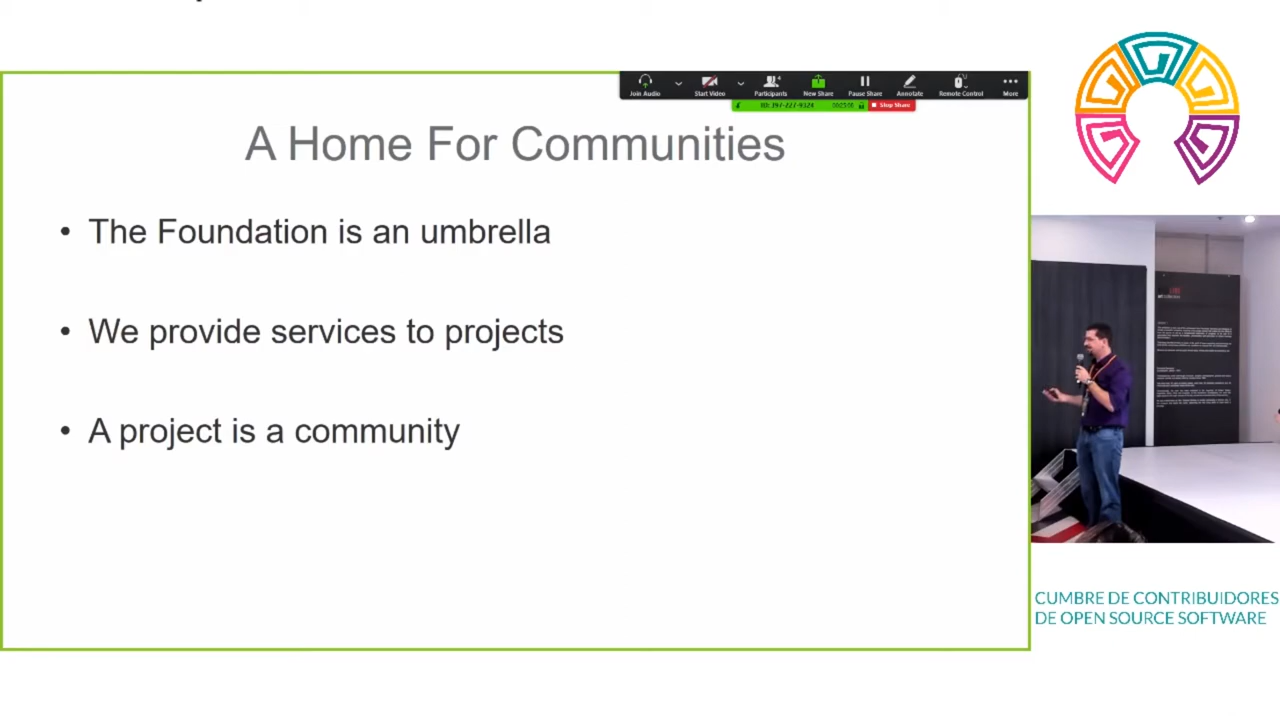 Join Audio
Start Video
Participants
New Share
Pause Share
Annotate
Remote Control
More
Stop Share
A Home For Communities
• The Foundation is an umbrella
• We provide services to projects
• A project is a community
CUMBRE DE CONTRIBUIDORES
DE OPEN SOURCE SOFTWARE